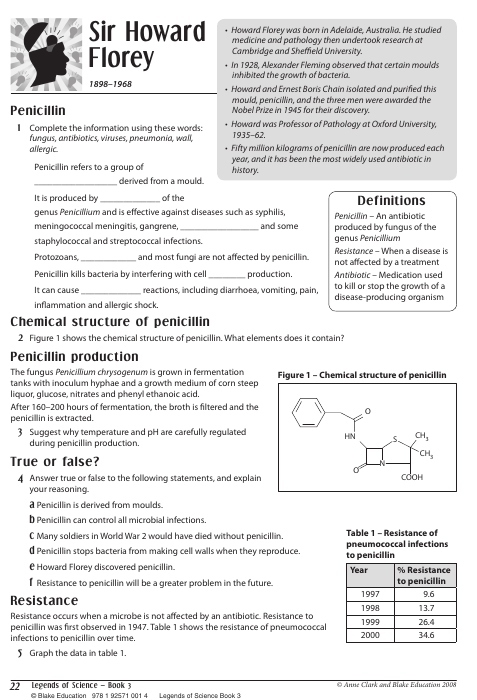 Sir Howard
Florey
1898–1968
• Howard Florey was born in Adelaide, Australia. He studied
medicine and pathology then undertook research at
Cambridge and Sheffield University.
• In 1928, Alexander Fleming observed that certain moulds
inhibited the growth of bacteria.
• Howard and Ernest Boris Chain isolated and purified this
mould, penicillin, and the three men were awarded the
Nobel Prize in 1945 for their discovery.
• Howard was Professor of Pathology at Oxford University,
1935–62.
• Fifty million kilograms of penicillin are now produced each
year, and it has been the most widely used antibiotic in
history.
Penicillin
1 Complete the information using these words:
fungus, antibiotics, viruses, pneumonia, wall,
allergic.
Penicillin refers to a group of
__________________ derived from a mould.
It is produced by _____________ of the
genus Penicillium and is effective against diseases such as syphilis,
meningococcal meningitis, gangrene, _________________ and some
staphylococcal and streptococcal infections.
Protozoans, ____________ and most fungi are not affected by penicillin.
Penicillin kills bacteria by interfering with cell ________ production.
It can cause _____________ reactions, including diarrhoea, vomiting, pain,
inflammation and allergic shock.
Definitions
Penicillin – An antibiotic
produced by fungus of the
genus Penicillium
Resistance – When a disease is
not affected by a treatment
Antibiotic – Medication used
to kill or stop the growth of a
disease-producing organism
Chemical structure of penicillin
2 Figure 1 shows the chemical structure of penicillin. What elements does it contain?
Penicillin production
The fungus Penicillium chrysogenum is grown in fermentation
tanks with inoculum hyphae and a growth medium of corn steep
liquor, glucose, nitrates and phenyl ethanoic acid.
After 160–200 hours of fermentation, the broth is filtered and the
penicillin is extracted.
3 Suggest why temperature and pH are carefully regulated
during penicillin production.
Figure 1 – Chemical structure of penicillin
O
HN
S
CH3
CH3
N
O
COOH
True or false?
4 Answer true or false to the following statements, and explain
your reasoning.
a Penicillin is derived from moulds.
b Penicillin can control all microbial infections.
c Many soldiers in World War 2 would have died without penicillin.
d Penicillin stops bacteria from making cell walls when they reproduce.
e Howard Florey discovered penicillin.
f Resistance to penicillin will be a greater problem in the future.
Resistance
Resistance occurs when a microbe is not affected by an antibiotic. Resistance to
penicillin was first observed in 1947. Table 1 shows the resistance of pneumococcal
infections to penicillin over time.
5 Graph the data in table 1.
Table 1 – Resistance of
pneumococcal infections
to penicillin
Year % Resistance
to penicillin
1997 9.6
1998 13.7
1999 26.4
2000 34.6
22 Legends of Science – Book 3
© Anne Clark and Blake Education 2008
© Blake Education 978 1 92571 001 4 Legends of Science Book 3